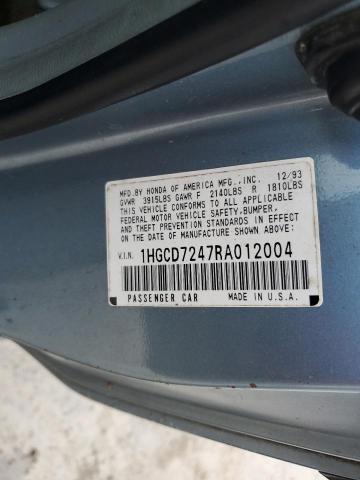 MFD.BY HONDA OF AMERICA MFG.,INC. 12/93
GVWR 3915LBS GAWR F 2140LBS R 1810LBS
THIS VEHICLE CONFORMS TO ALL APPLICABLE
FEDERAL MOTOR VEHICLE SAFETY,BUMPER,
AND THEFT PREVENTION STANDARDS IN EFFECT
ON THE DATE OF MANUFACTURE SHOWN ABOVE:
V.I.N. 1HGCD7247RA012004
PASSENGER CAR MADE IN U.S.A.